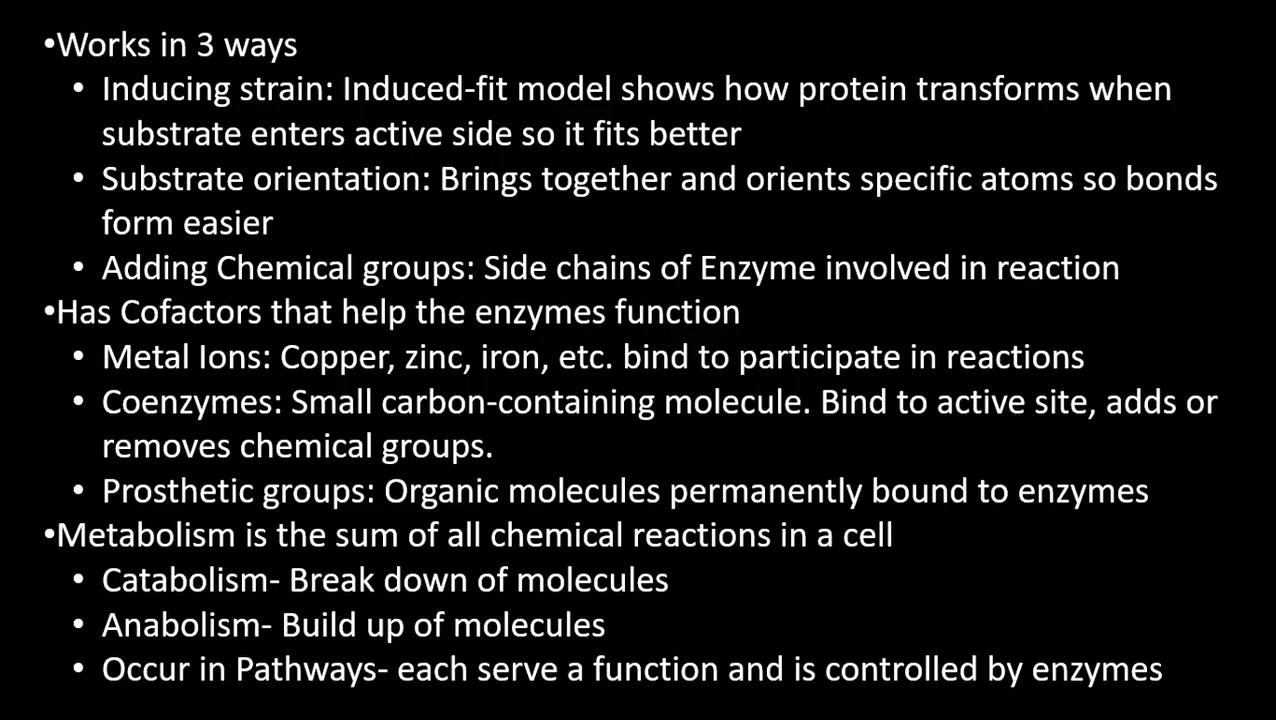 •Works in 3 ways
• Inducing strain: Induced-fit model shows how protein transforms when
substrate enters active side so it fits better
• Substrate orientation: Brings together and orients specific atoms so bonds
form easier
• Adding Chemical groups: Side chains of Enzyme involved in reaction
•Has Cofactors that help the enzymes function
• Metal Ions: Copper, zinc, iron, etc. bind to participate in reactions
• Coenzymes: Small carbon-containing molecule. Bind to active site, adds or
removes chemical groups.
• Prosthetic groups: Organic molecules permanently bound to enzymes
•Metabolism is the sum of all chemical reactions in a cell
• Catabolism- Break down of molecules
• Anabolism- Build up of molecules
• Occur in Pathways- each serve a function and is controlled by enzymes